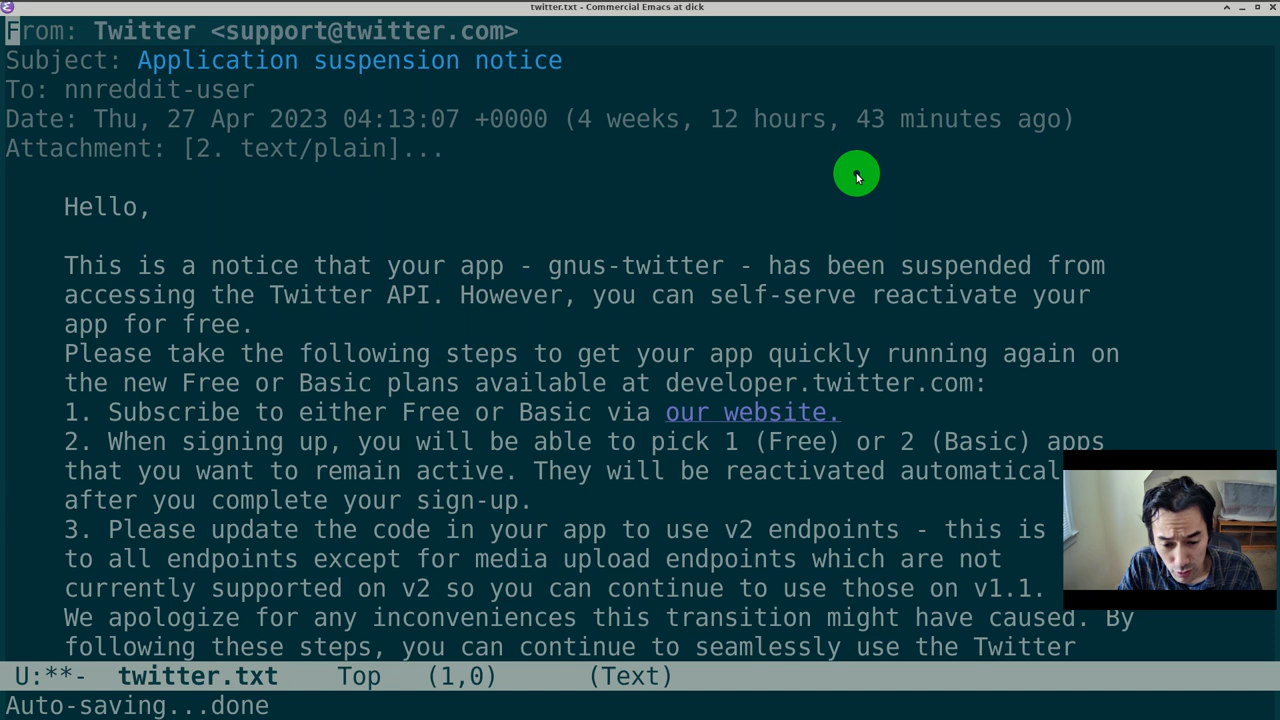 twitter.txt - Commercial Emacs at dick
From: Twitter <support@twitter.com>
Subject: Application suspension notice
To: nnreddit-user
Date: Thu, 27 Apr 2023 04:13:07 +0000 (4 weeks, 12 hours, 43 minutes ago)
Attachment: [2. text/plain]...
Hello,
This is a notice that your app - gnus-twitter - has been suspended from
accessing the Twitter API. However, you can self-serve reactivate your
app for free.
Please take the following steps to get your app quickly running again on
the new Free or Basic plans available at developer.twitter.com:
1. Subscribe to either Free or Basic via our website.
2. When signing up, you will be able to pick 1 (Free) or 2 (Basic) apps
that you want to remain active. They will be reactivated automatical
after you complete your sign-up.
3. Please update the code in your app to use v2 endpoints - this is
to all endpoints except for media upload endpoints which are not
currently supported on v2 so you can continue to use those on v1.1.
We apologize for any inconveniences this transition might have caused. By
following these steps, you can continue to seamlessly use the Twitter
U:**-  twitter.txt    Top   (1,0)      (Text)
Auto-saving...done